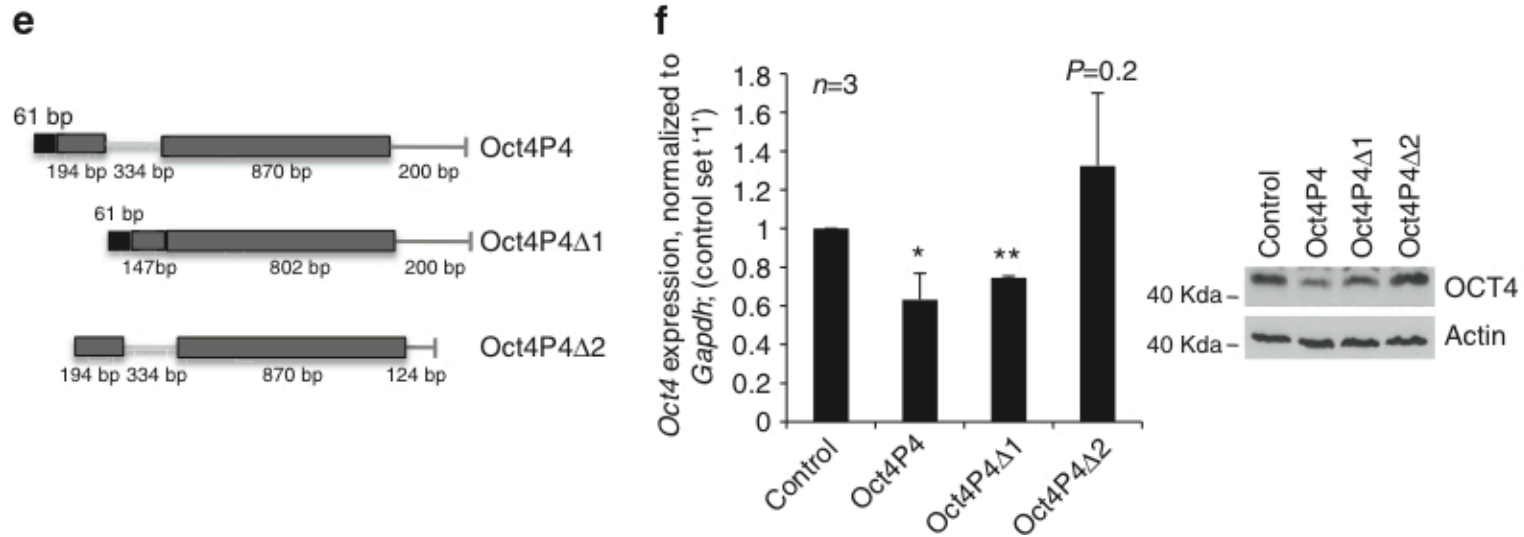 e
61 bp
194 bp 334 bp 870 bp 200 bp
Oct4P4
61 bp
147bp 802 bp 200 bp
Oct4P4Δ1
194 bp 334 bp 870 bp 124 bp
Oct4P4Δ2
f
Oct4 expression, normalized to
Gapdh; (control set ‘1’)
1.8
1.6
1.4
1.2
1
0.8
0.6
0.4
0.2
0
n=3
*
**
P=0.2
Control
Oct4P4
Oct4P4Δ1
Oct4P4Δ2
Control
Oct4P4
Oct4P4Δ1
Oct4P4Δ2
40 Kda
OCT4
40 Kda
Actin